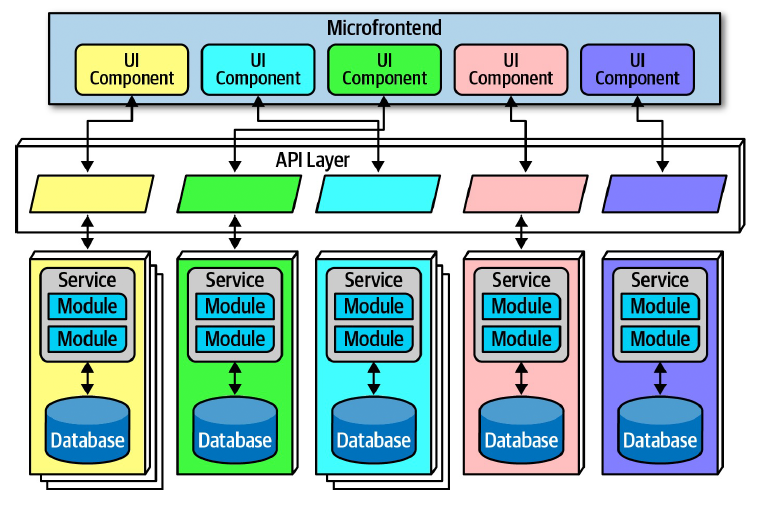 Microfrontend
UI
Component
UI
Component
UI
Component
UI
Component
UI
Component
API Layer
Service
Module
Module
Database
Service
Module
Module
Database
Service
Module
Module
Database
Service
Module
Module
Database
Service
Module
Module
Database